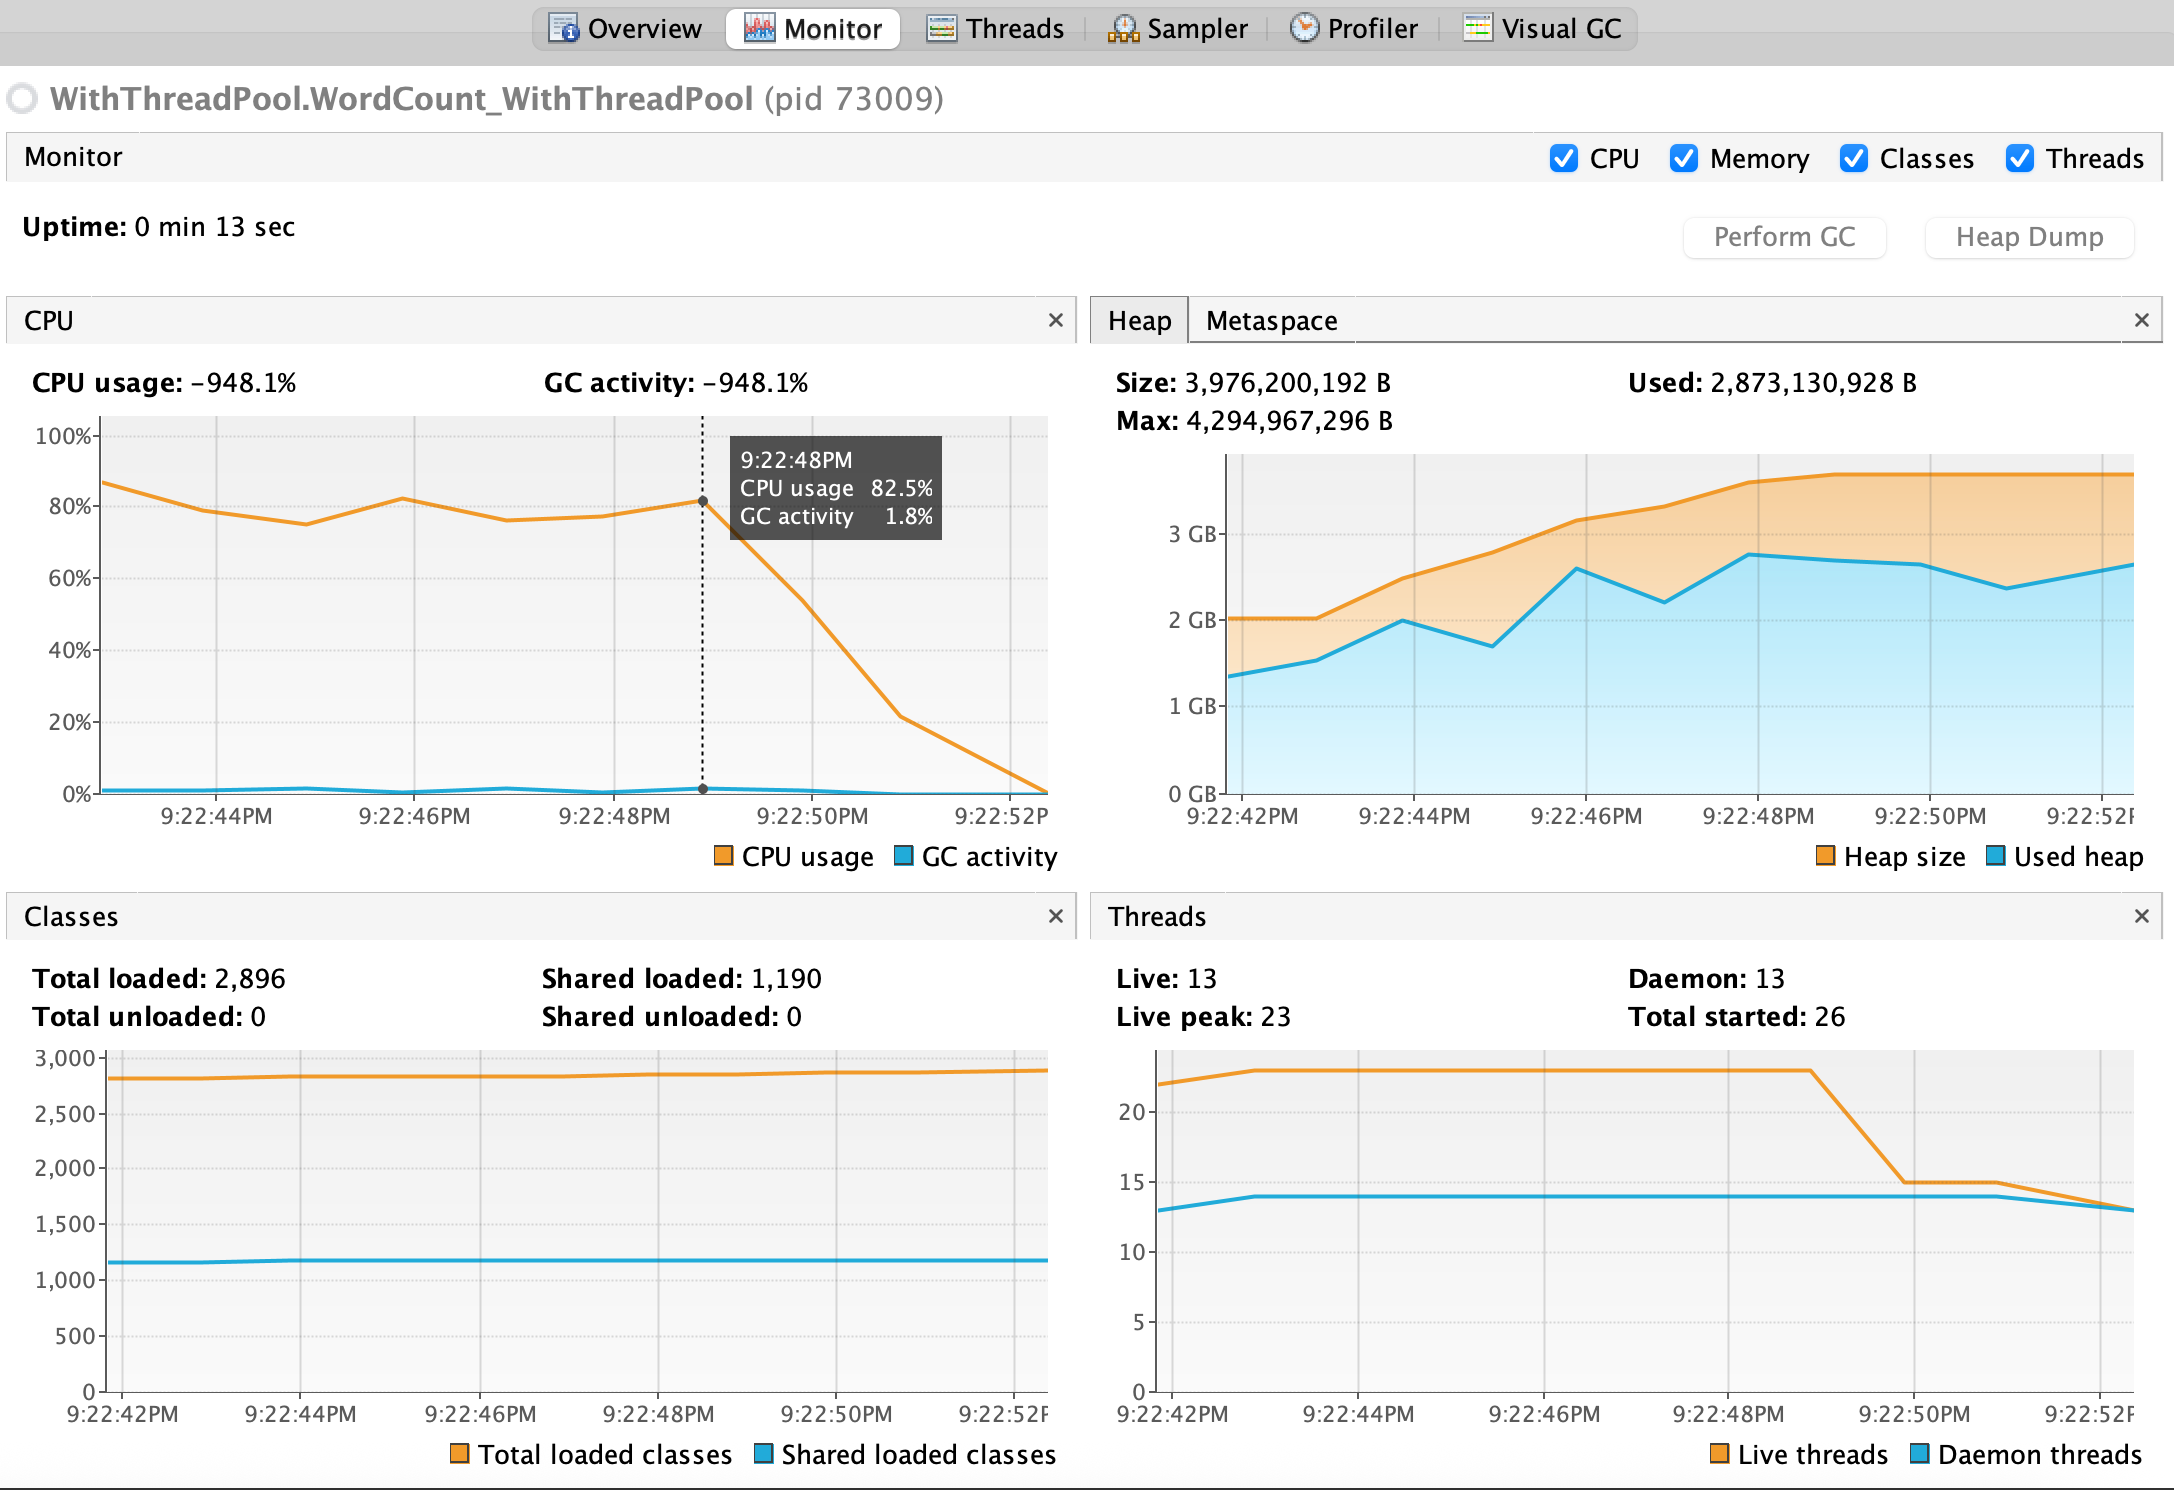 Overview Monitor Threads Sampler Profiler Visual GC
WithThreadPool.WordCount_WithThreadPool (pid 73009)
Monitor
CPU Memory Classes Threads
Uptime: 0 min 13 sec
Perform GC Heap Dump
CPU ×
CPU usage: -948.1% GC activity: -948.1%
100%
80%
60%
40%
20%
0%
9:22:48PM
CPU usage 82.5%
GC activity 1.8%
9:22:44PM 9:22:46PM 9:22:48PM 9:22:50PM 9:22:52P
CPU usage GC activity
Heap Metaspace ×
Size: 3,976,200,192 B Used: 2,873,130,928 B
Max: 4,294,967,296 B
3 GB
2 GB
1 GB
0 GB
9:22:42PM 9:22:44PM 9:22:46PM 9:22:48PM 9:22:50PM 9:22:52P
Heap size Used heap
Classes ×
Total loaded: 2,896 Shared loaded: 1,190
Total unloaded: 0 Shared unloaded: 0
3,000
2,500
2,000
1,500
1,000
500
0
9:22:42PM 9:22:44PM 9:22:46PM 9:22:48PM 9:22:50PM 9:22:52P
Total loaded classes Shared loaded classes
Threads ×
Live: 13 Daemon: 13
Live peak: 23 Total started: 26
20
15
10
5
0
9:22:42PM 9:22:44PM 9:22:46PM 9:22:48PM 9:22:50PM 9:22:52P
Live threads Daemon threads